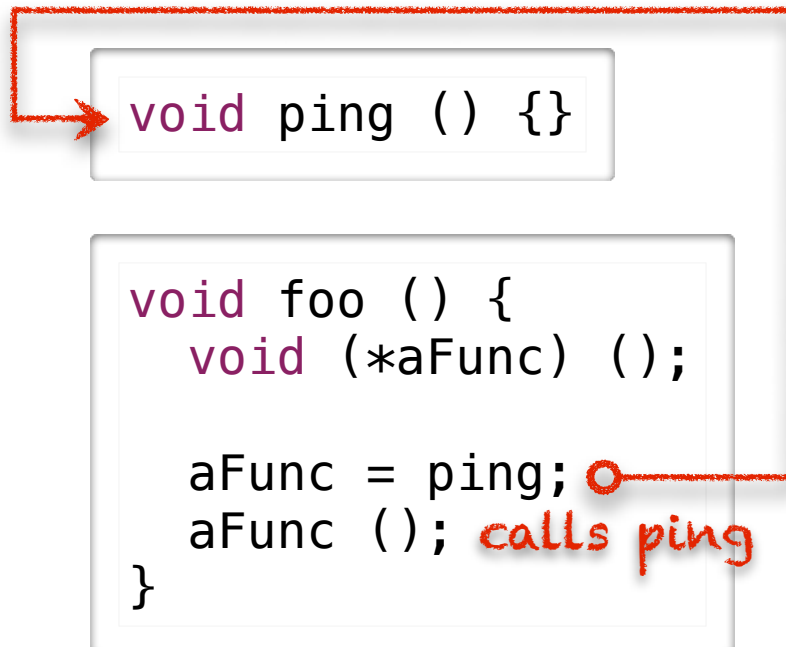 void ping () {}
void foo () {
void (*aFunc) ();
aFunc = ping;
aFunc (); calls ping
}